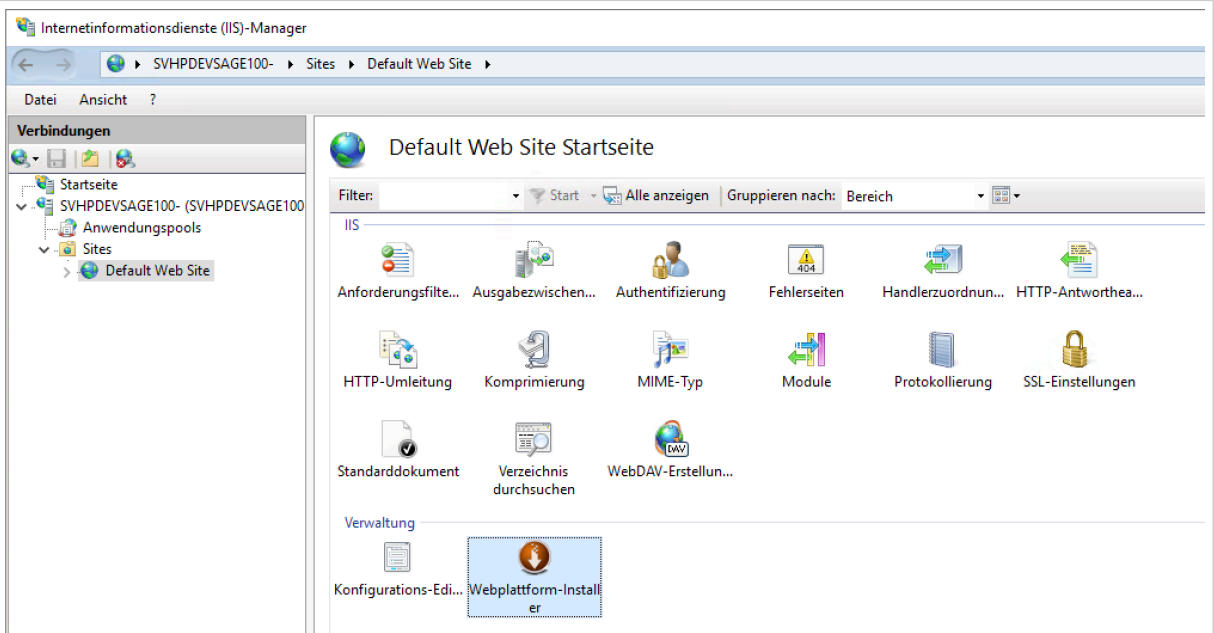 Internetinformationsdienste (IIS)-Manager
SVHPDEVSAGE100- Sites Default Web Site
Datei Ansicht ?
Verbindungen
Startseite
SVHPDEVSAGE100- (SVHPDEVSAGE100
Anwendungspools
Sites
Default Web Site
Default Web Site Startseite
Filter: Start Alle anzeigen Gruppieren nach: Bereich
IIS
Anforderungsfilte... Ausgabezwischen... Authentifizierung Fehlerseiten Handlerzuordnun... HTTP-Antworthea...
HTTP-Umleitung Komprimierung MIME-Typ Module Protokollierung SSL-Einstellungen
Standarddokument Verzeichnis WebDAV-Erstellun...
durchsuchen
Verwaltung
Konfigurations-Edi... Webplattform-Install
er
404
DAV